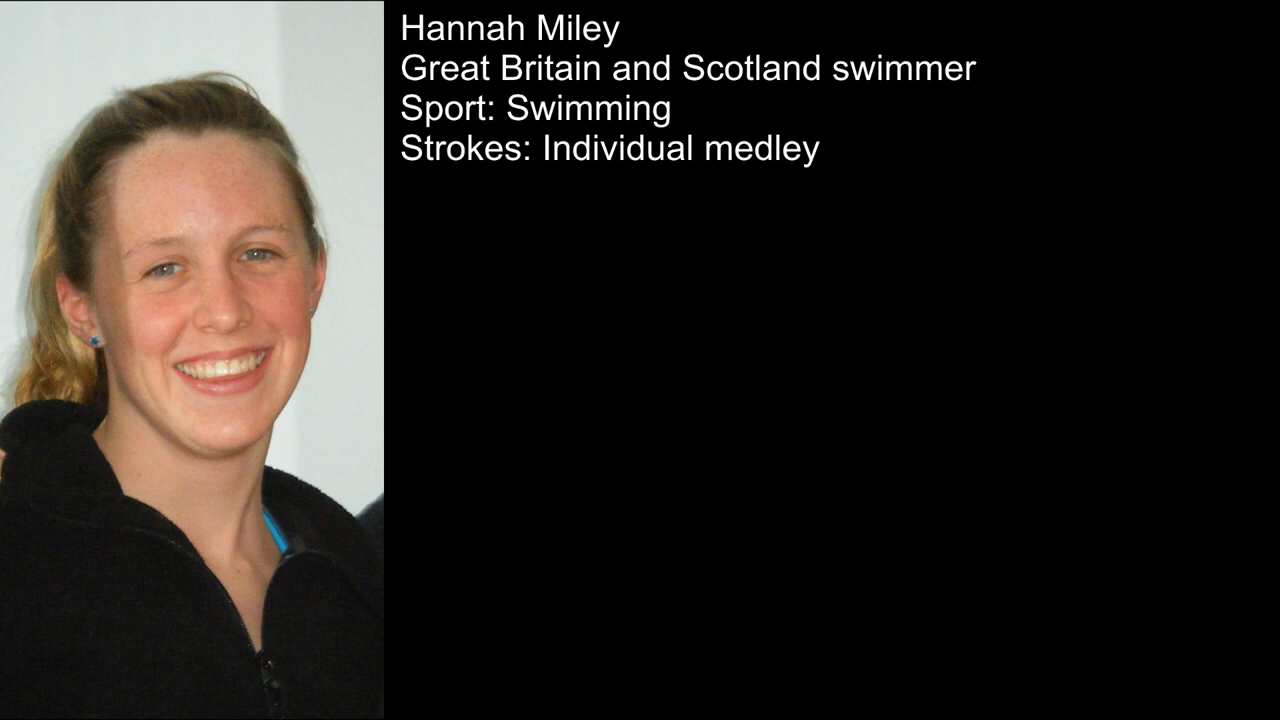 Hannah Miley
Great Britain and Scotland swimmer
Sport: Swimming
Strokes: Individual medley